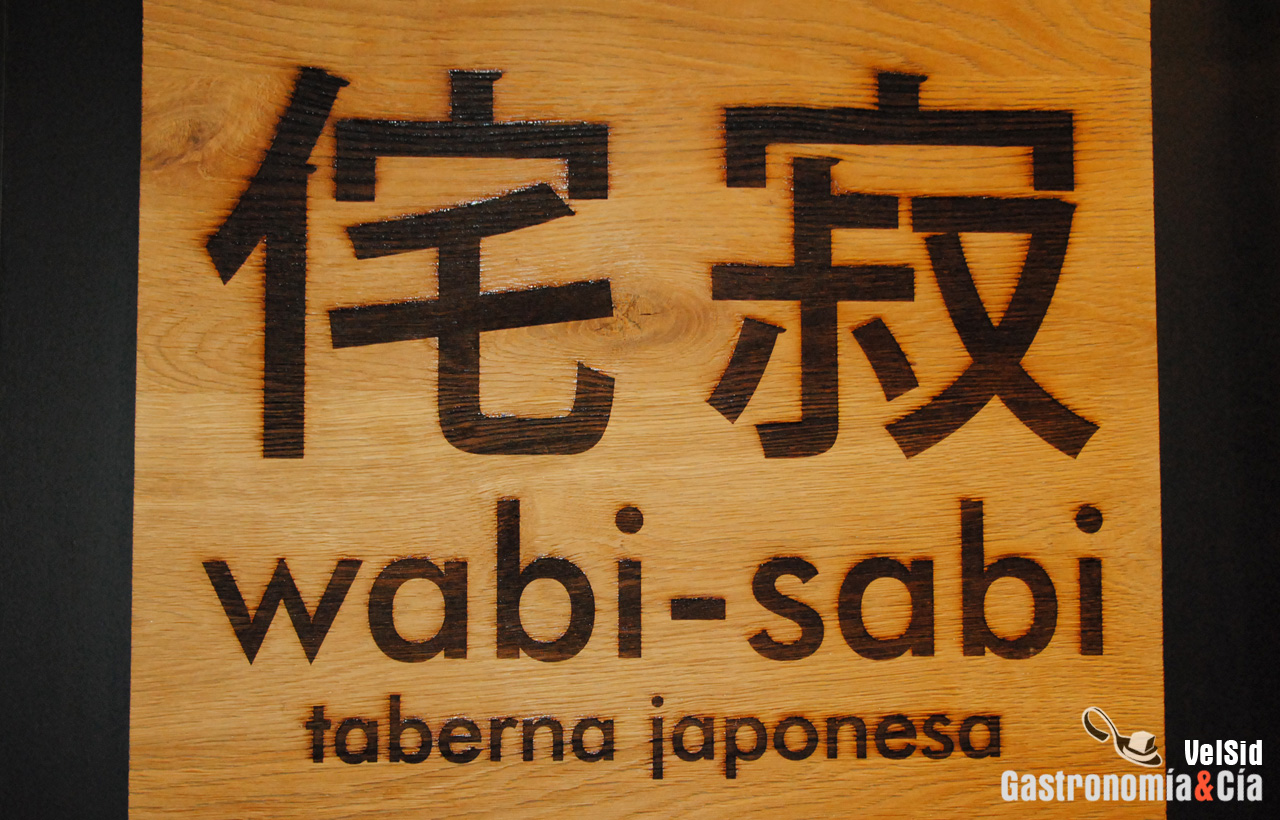 侘寂
wabi-sabi
taberna japonesa
VelSid
Gastronomía&Cía